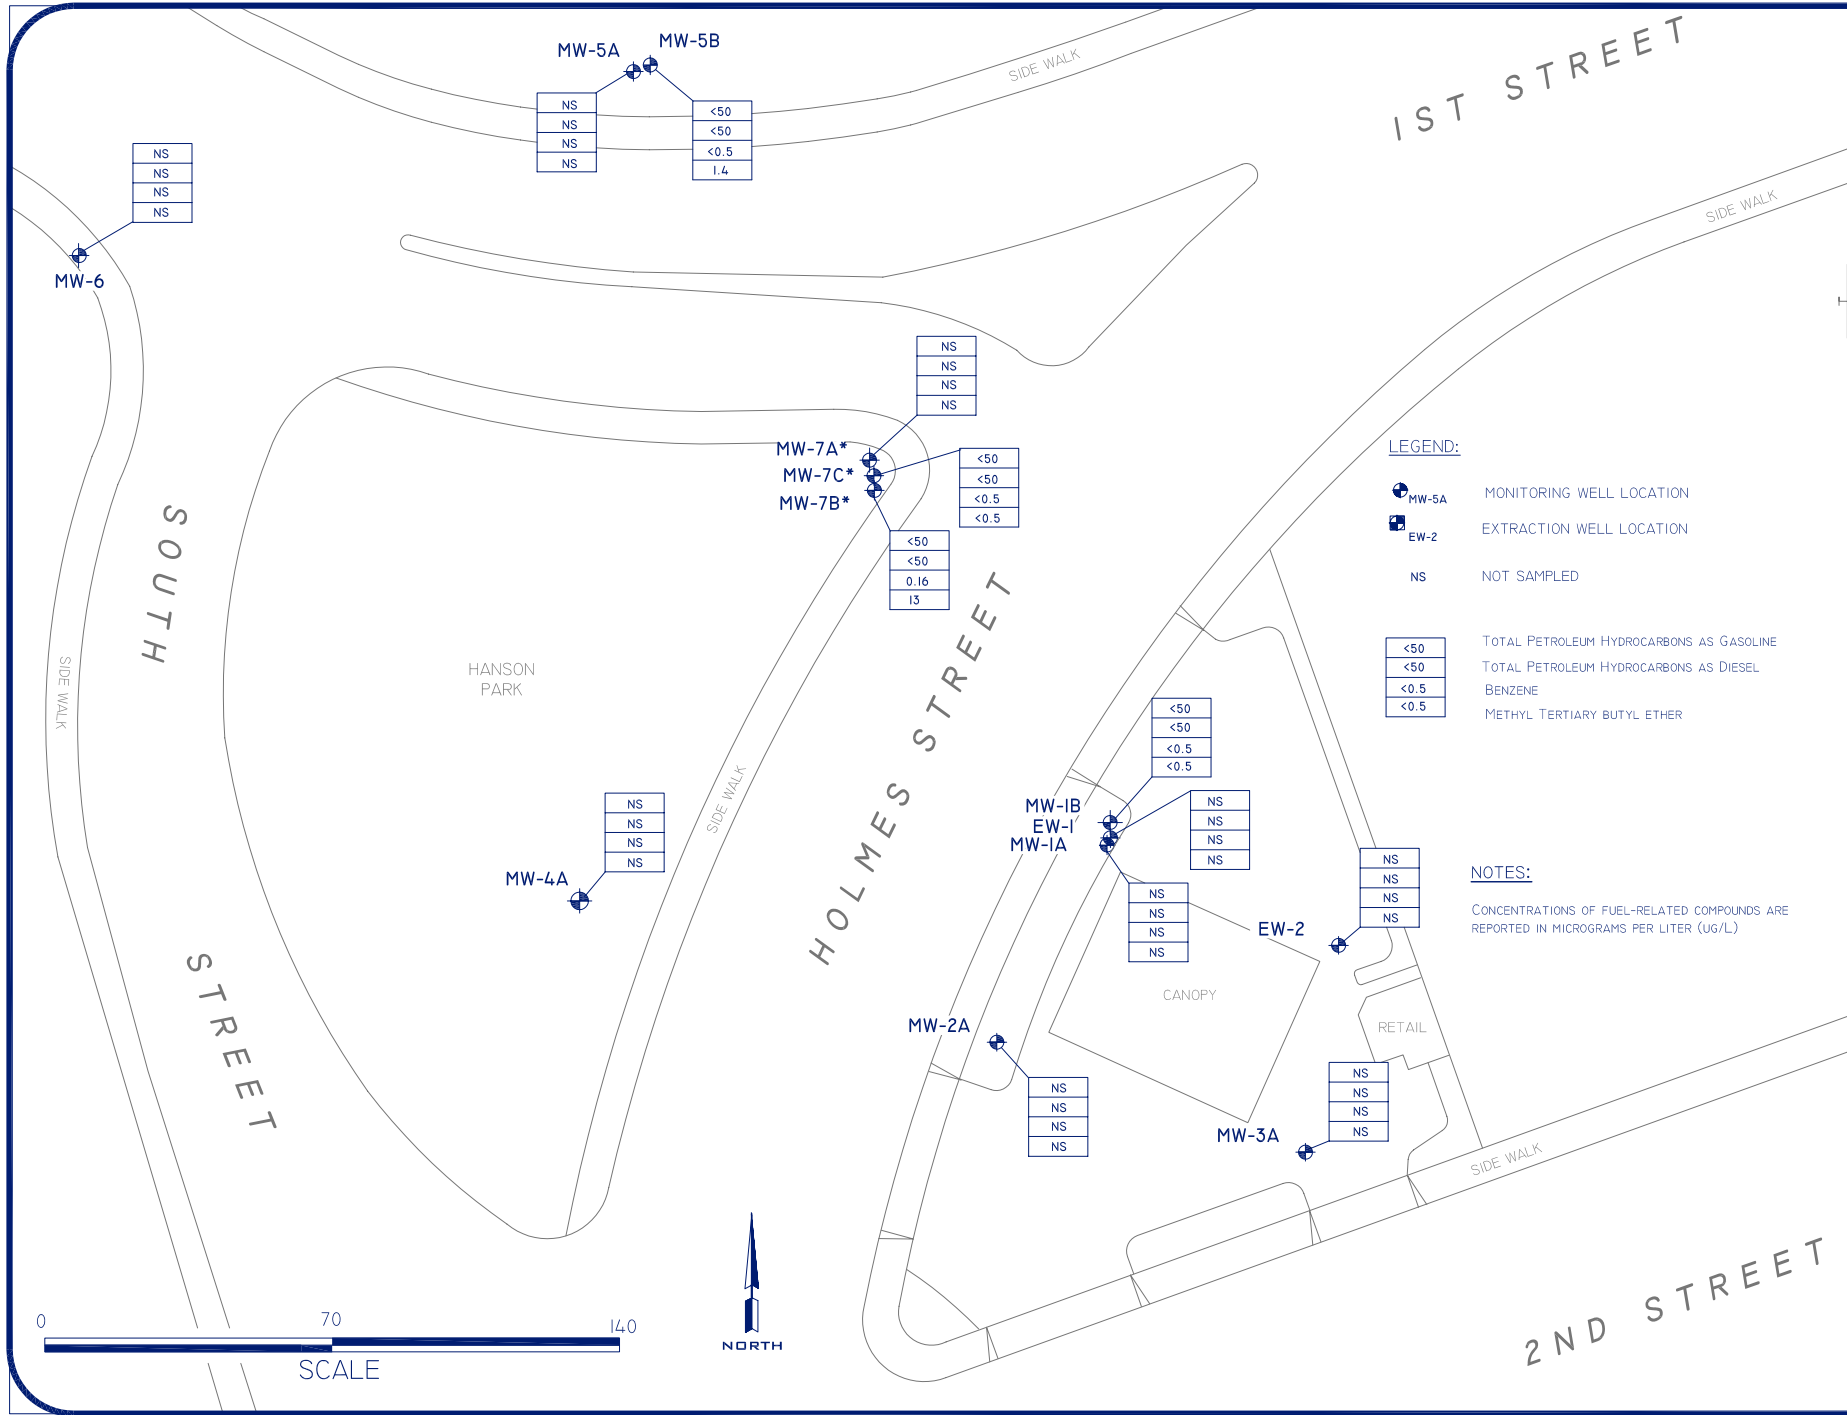 MW-5A
MW-5B
SIDE WALK
1ST STREET
NS
NS
NS
NS
<50
<50
<0.5
1.4
NS
NS
NS
NS
MW-6
SIDE WALK
NS
NS
NS
NS
MW-7A*
MW-7C*
MW-7B*
<50
<50
<0.5
<0.5
<50
<50
0.16
13
LEGEND:
MW-5A MONITORING WELL LOCATION
EW-2 EXTRACTION WELL LOCATION
NS NOT SAMPLED
<50 TOTAL PETROLEUM HYDROCARBONS AS GASOLINE
<50 TOTAL PETROLEUM HYDROCARBONS AS DIESEL
<0.5 BENZENE
<0.5 METHYL TERTIARY BUTYL ETHER
SOUTH STREET
SIDE WALK
HANSON
PARK
HOLMES STREET
SIDE WALK
<50
<50
<0.5
<0.5
MW-1B
EW-1
MW-1A
NS
NS
NS
NS
NS
NS
NS
NS
MW-4A
NS
NS
NS
NS
NS
NS
NS
NS
EW-2
NOTES:
CONCENTRATIONS OF FUEL-RELATED COMPOUNDS ARE
REPORTED IN MICROGRAMS PER LITER (UG/L)
CANOPY
RETAIL
MW-2A
NS
NS
NS
NS
NS
NS
NS
NS
MW-3A
SIDE WALK
2ND STREET
0 70 140
SCALE
NORTH